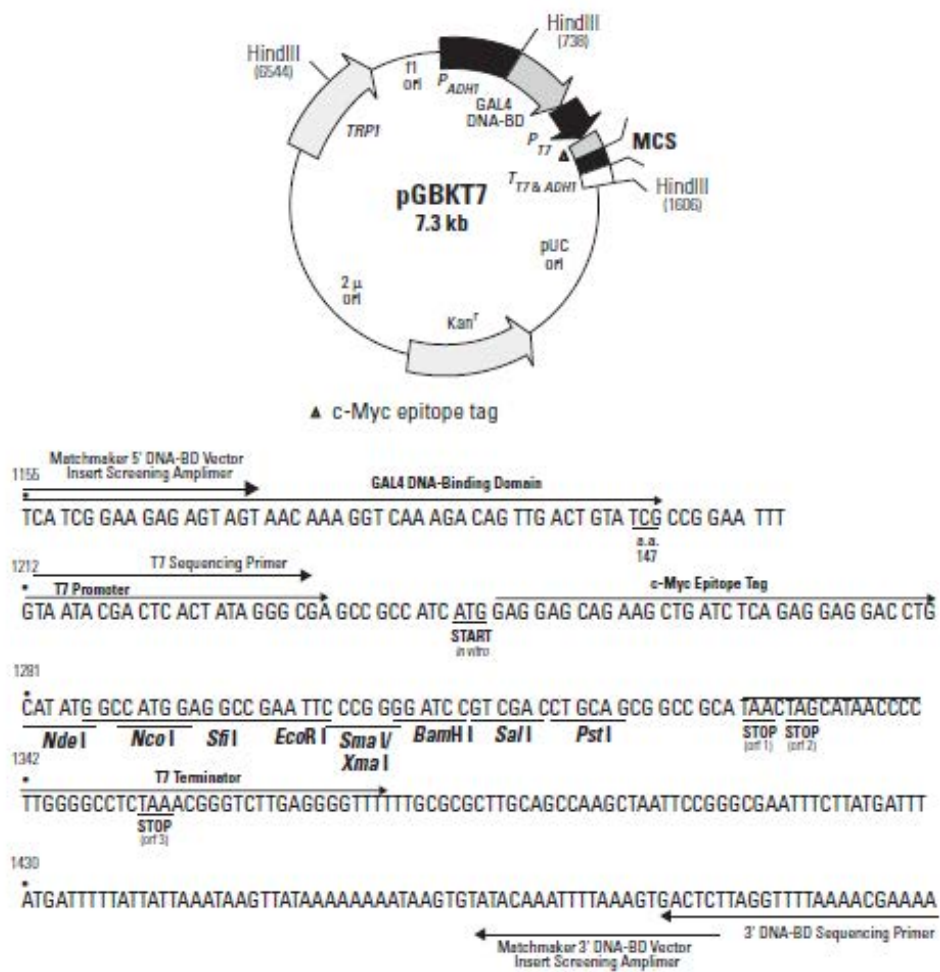 HindIII
(738)
HindIII
(6544)
f1
ori
P ADH1
GAL4
DNA-BD
TRP1
P T7
MCS
T T7 & ADH1
HindIII
(1606)
pGBKT7
7.3 kb
pUC
ori
2 μ
ori
Kan r
▲ c-Myc epitope tag
Matchmaker 5' DNA-BD Vector
Insert Screening Amplimer
1155
GAL4 DNA-Binding Domain
TCA TCG GAA GAG AGT AGT AAC AAA GGT CAA AGA CAG TTG ACT GTA TCG CCG GAA TTT
a.a.
147
1212
T7 Sequencing Primer
T7 Promoter
c-Myc Epitope Tag
GTA ATA CGA CTC ACT ATA GGG CGA GCC GCC ATC ATG GAG GAG CAG AAG CTG ATC TCA GAG GAG GAC CTG
START
in vitro
1281
CAT ATG GCC ATG GAG GCC GAA TTC CCG GGG ATC CGT CGA CCT GCA GCG GCC GCA TAACTAGCATAACCCC
Nde I Nco I Sfi I EcoR I Sma I/ BamH I Sal I Pst I
Xma I
STOP STOP
(orf 1) (orf 2)
1342
T7 Terminator
TTGGGGCCTCTAAACGGGTCTTGAGGGGTTTTTTGCGCGCTTGCAGCCAAGCTAATTCCGGGCGAATTTCTTATGATTT
STOP
(orf 3)
1430
ATGATTTTTATTATTAAATAAGTTATAAAAAAAATAAGTGTATACAAATTTTAAAGTGACTCTTAGGTTTTAAAACGAAAA
3' DNA-BD Sequencing Primer
Matchmaker 3' DNA-BD Vector
Insert Screening Amplimer